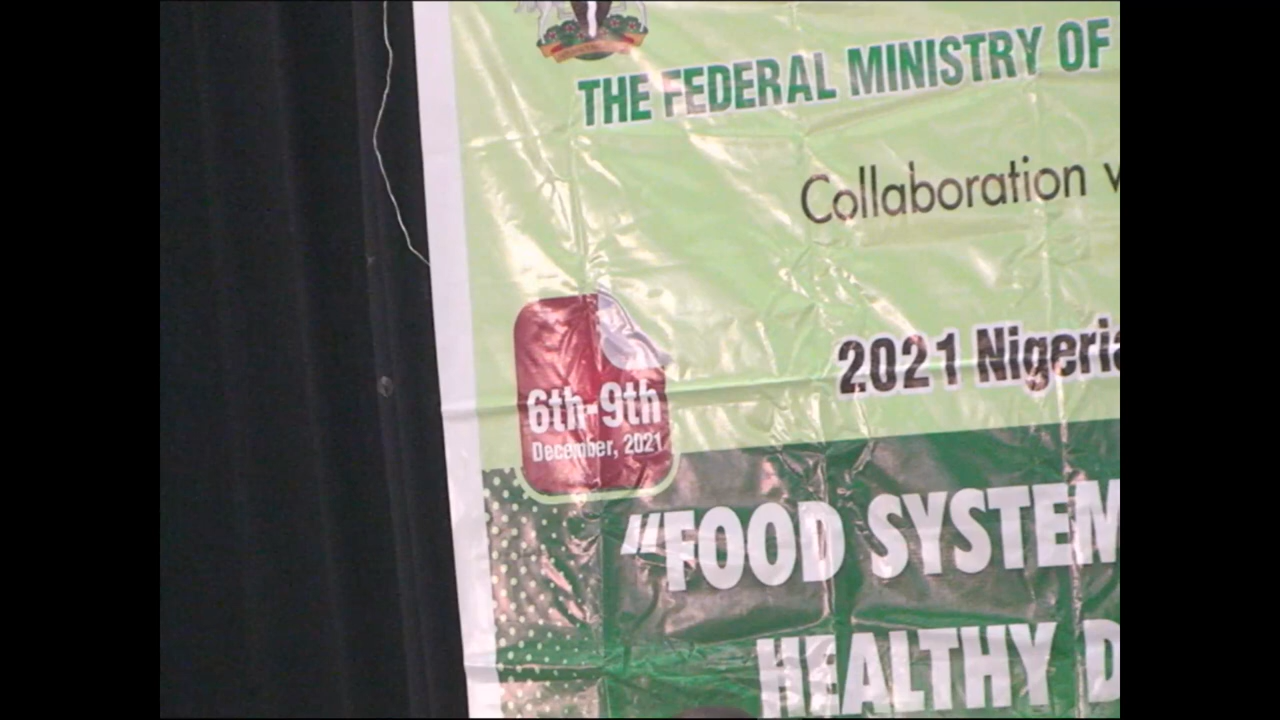 THE FEDERAL MINISTRY OF
Collaboration
2021 Nigeria
6th-9th
December, 2021
"FOOD SYSTEM
HEALTHY D